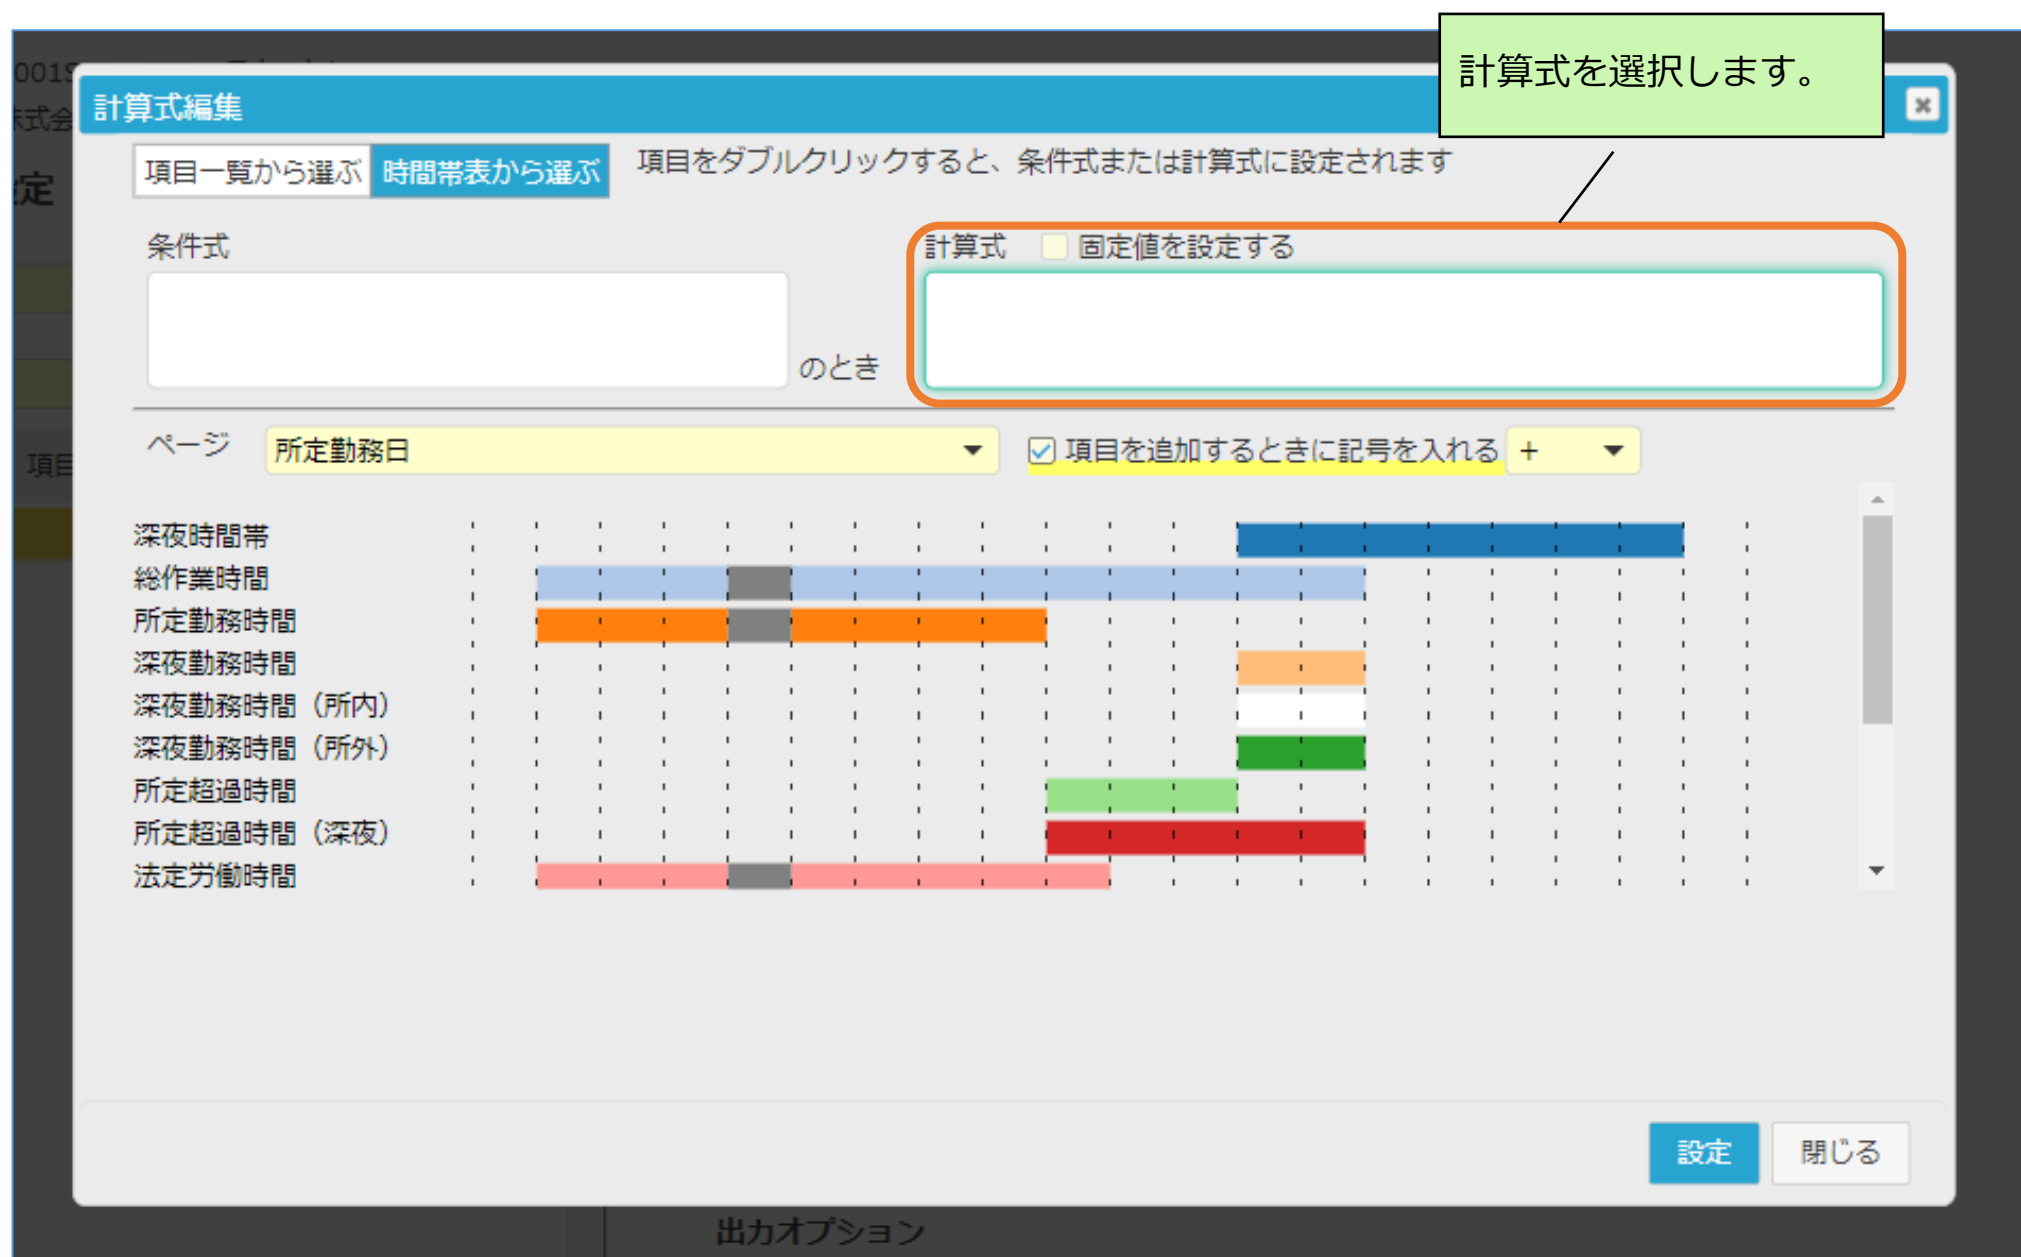 計算式を選択します。
001S
株式会
計算式編集
項目一覧から選ぶ 時間帯表から選ぶ 項目をダブルクリックすると、条件式または計算式に設定されます
定
条件式
計算式 固定値を設定する
のとき
ページ 所定勤務日 項目を追加するときに記号を入れる +
項目
深夜時間帯
総作業時間
所定勤務時間
深夜勤務時間
深夜勤務時間（所内）
深夜勤務時間（所外）
所定超過時間
所定超過時間（深夜）
法定労働時間
設定 閉じる
出力オプション